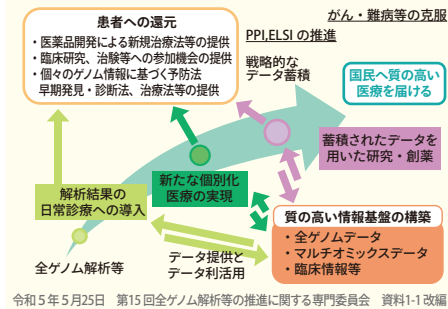 患者への還元
・医薬品開発による新規治療法等の提供
・臨床研究、治験等への参加機会の提供
・個々のゲノム情報に基づく予防法
早期発見・診断法、治療法等の提供
がん・難病等の克服
PPI,ELSI の推進
戦略的な
データ蓄積
国民へ質の高い
医療を届ける
蓄積されたデータを
用いた研究・創薬
新たな個別化
医療の実現
解析結果の
日常診療への導入
質の高い情報基盤の構築
・全ゲノムデータ
・マルチオミックスデータ
・臨床情報等
データ提供と
データ利活用
全ゲノム解析等
令和5年5月25日 第15回全ゲノム解析等の推進に関する専門委員会 資料1-1 改編